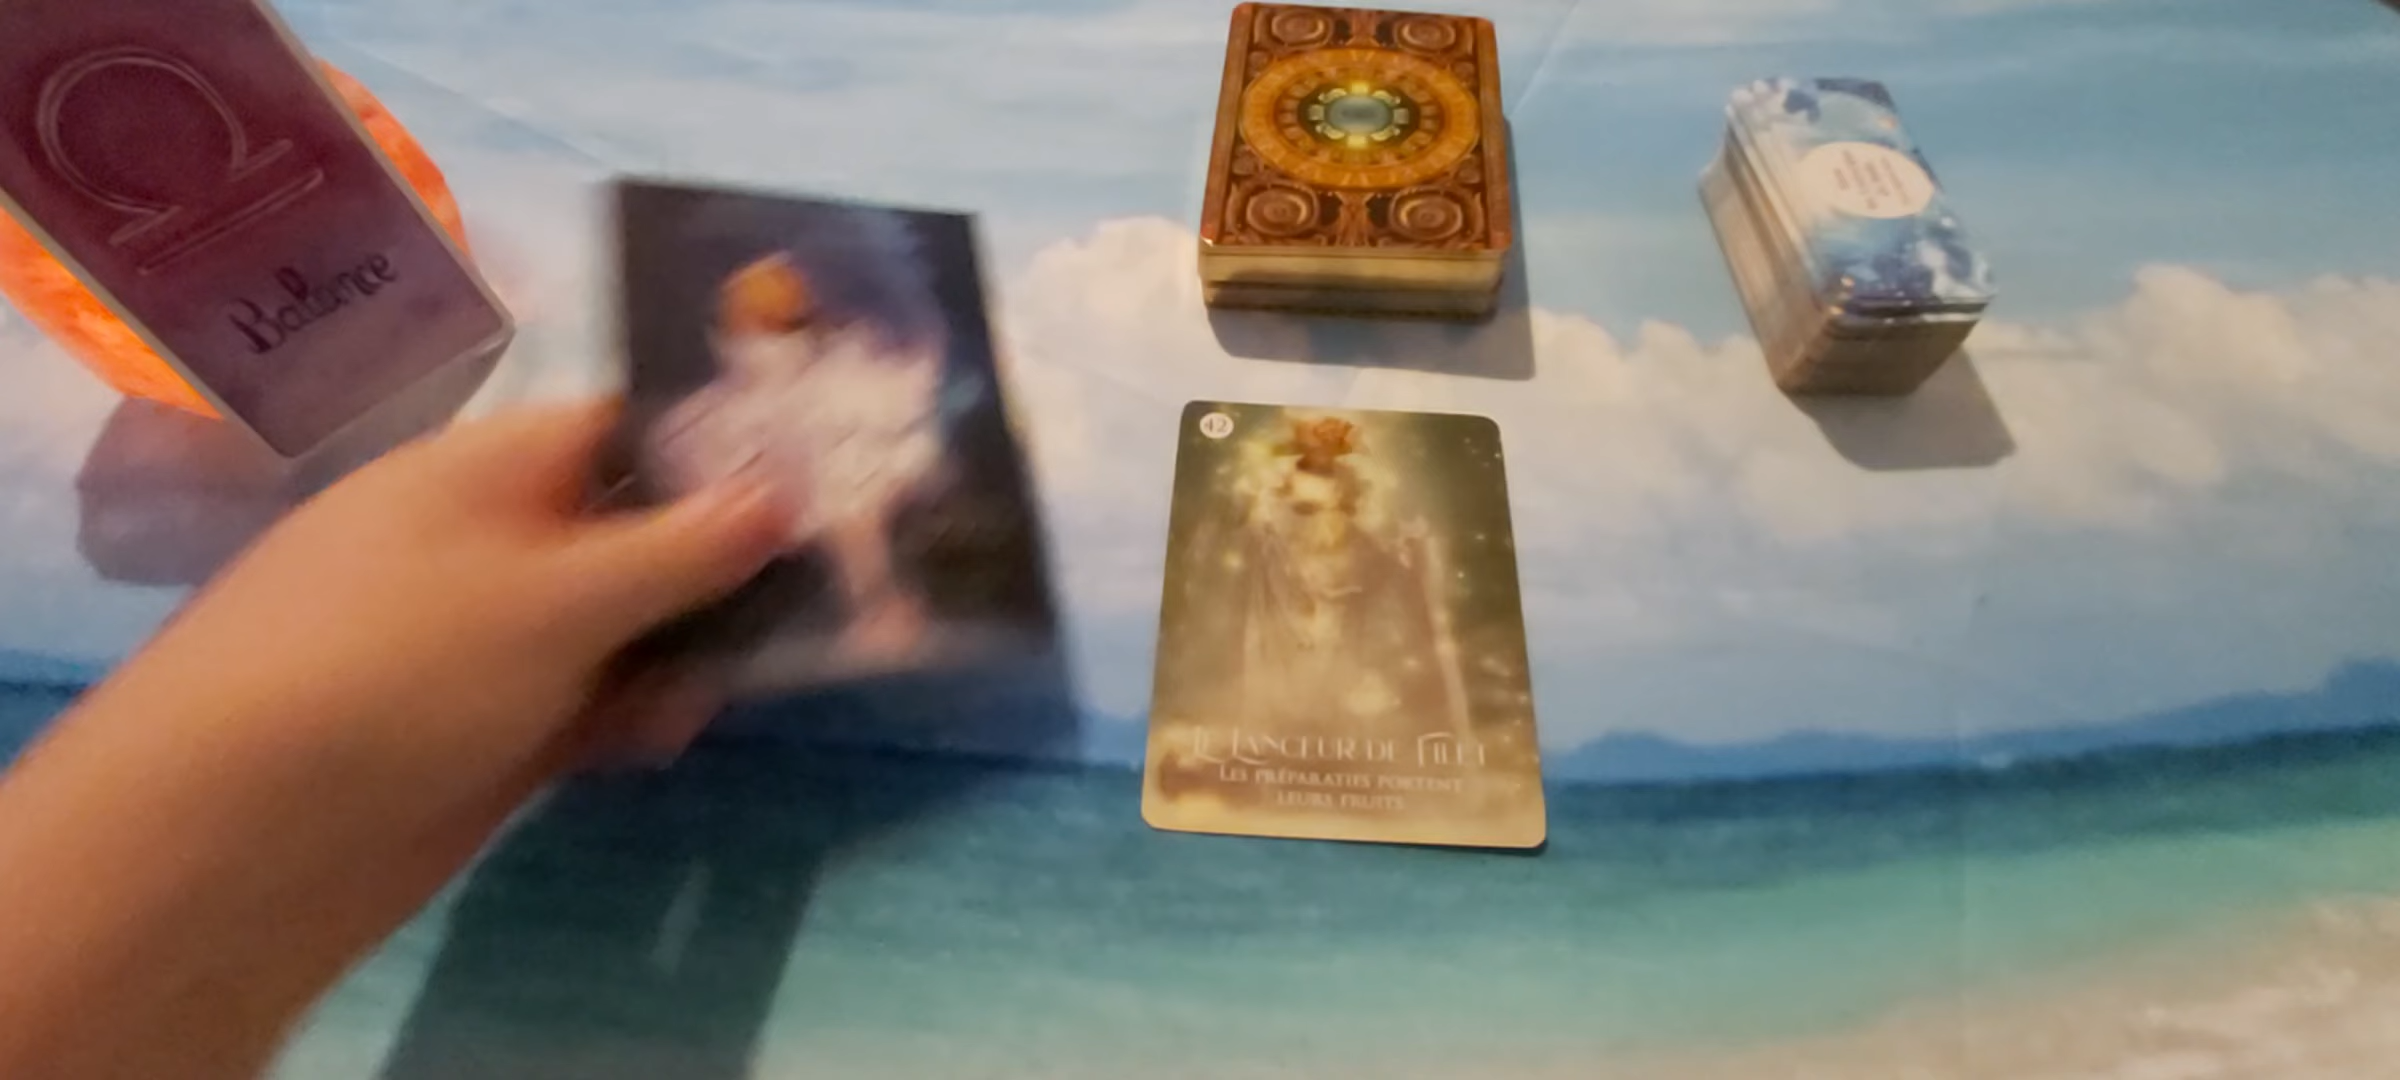 Balance
42
Le Lanceur de Filet
Les préparatifs portent
leurs fruits